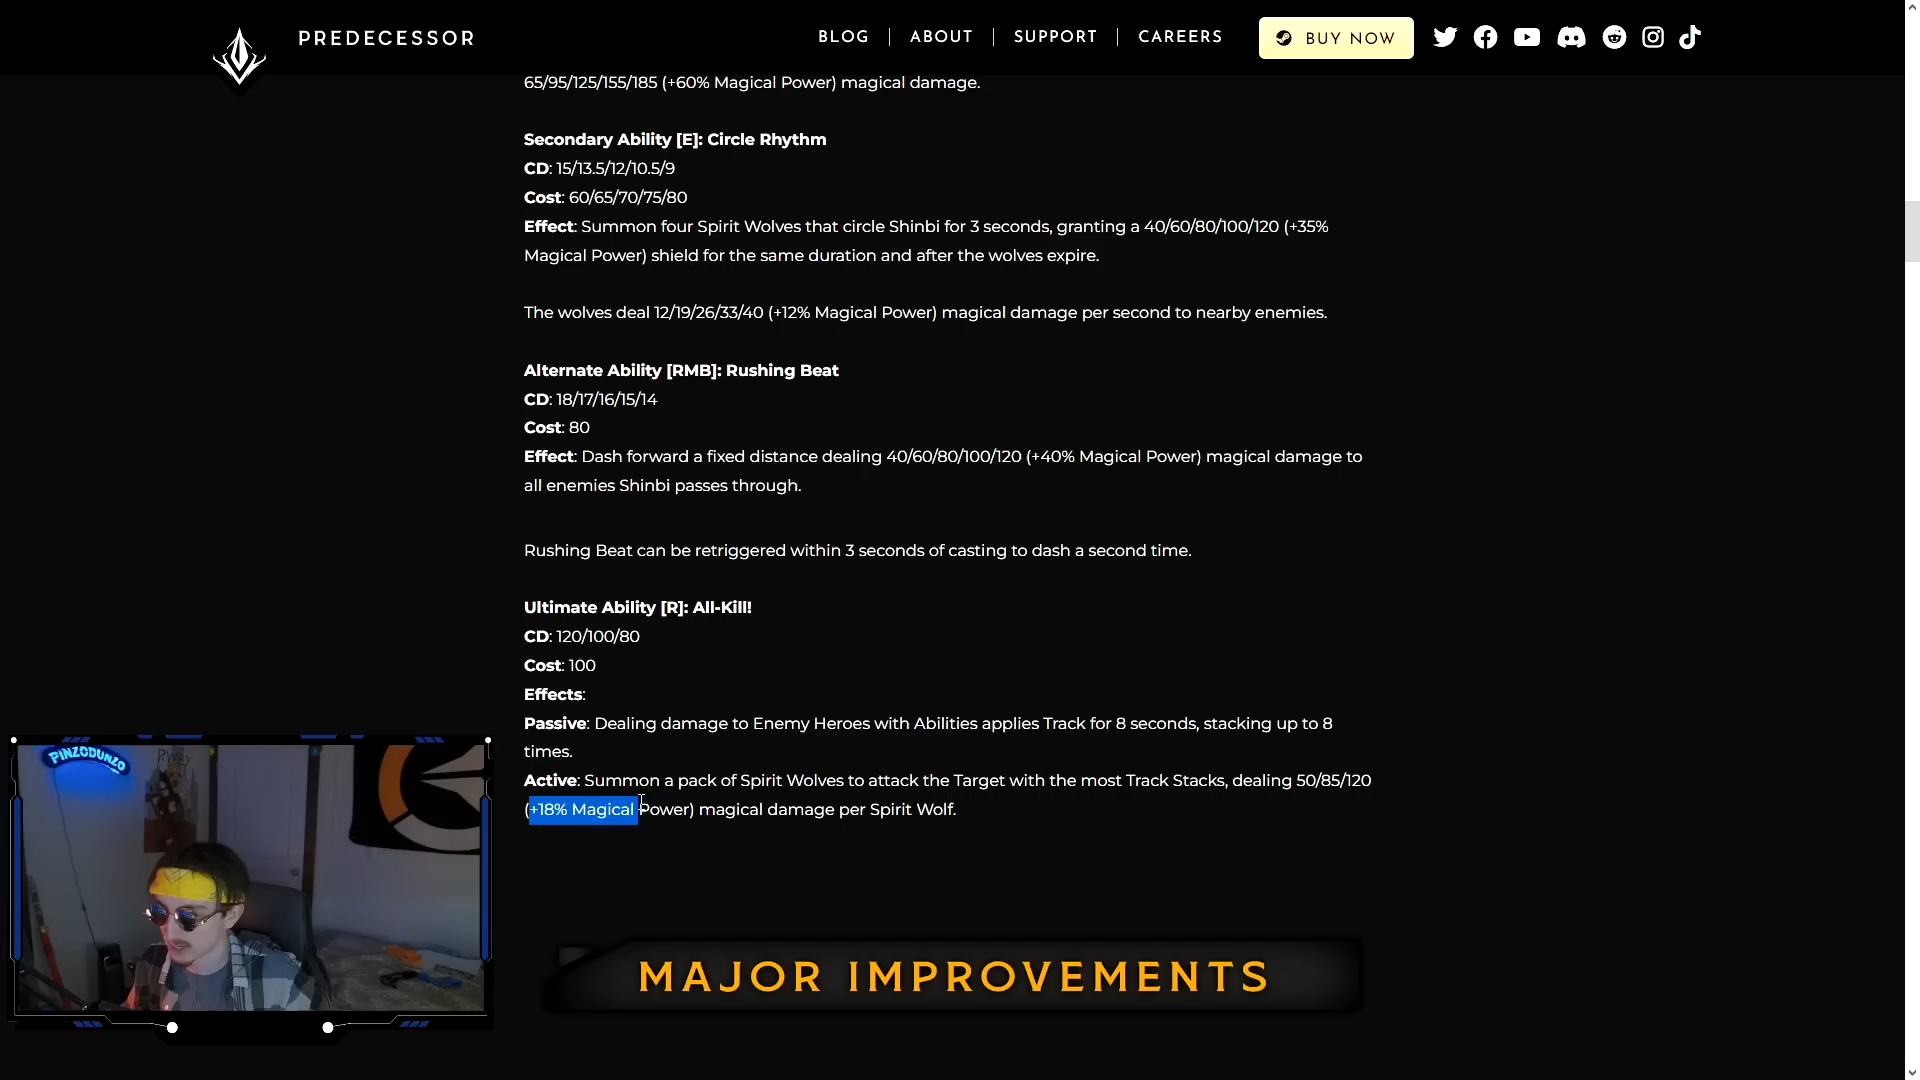 PREDECESSOR
BLOG
ABOUT
SUPPORT
CAREERS
BUY NOW
65/95/125/155/185 (+60% Magical Power) magical damage.
Secondary Ability [E]: Circle Rhythm
CD: 15/13.5/12/10.5/9
Cost: 60/65/70/75/80
Effect: Summon four Spirit Wolves that circle Shinbi for 3 seconds, granting a 40/60/80/100/120 (+35%
Magical Power) shield for the same duration and after the wolves expire.
The wolves deal 12/19/26/33/40 (+12% Magical Power) magical damage per second to nearby enemies.
Alternate Ability [RMB]: Rushing Beat
CD: 18/17/16/15/14
Cost: 80
Effect: Dash forward a fixed distance dealing 40/60/80/100/120 (+40% Magical Power) magical damage to
all enemies Shinbi passes through.
Rushing Beat can be retriggered within 3 seconds of casting to dash a second time.
Ultimate Ability [R]: All-Kill!
CD: 120/100/80
Cost: 100
Effects:
Passive: Dealing damage to Enemy Heroes with Abilities applies Track for 8 seconds, stacking up to 8
times.
Active: Summon a pack of Spirit Wolves to attack the Target with the most Track Stacks, dealing 50/85/120
(+18% Magical Power) magical damage per Spirit Wolf.
PINZODUNZO
RWBY
MAJOR IMPROVEMENTS